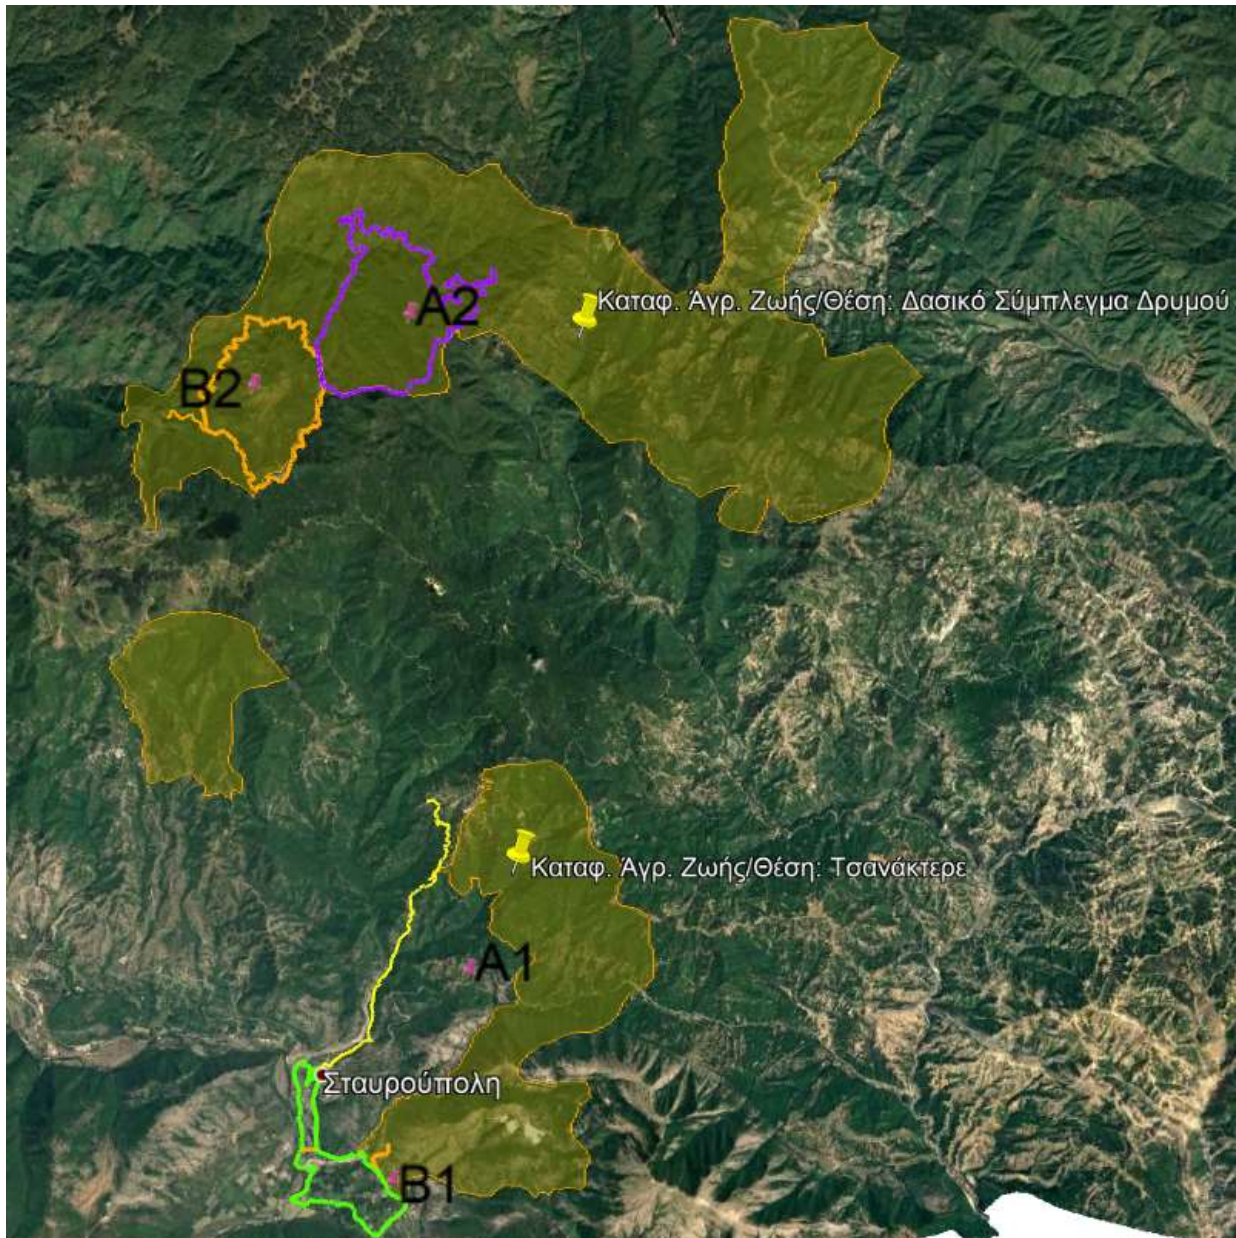 Καταφ. Άγρ. Ζωής/Θέση: Δασικό Σύμπλεγμα Δρυμού
A2
B2
Καταφ. Άγρ. Ζωής/Θέση: Τσανάκτερε
A1
Σταυρούπολη
B1